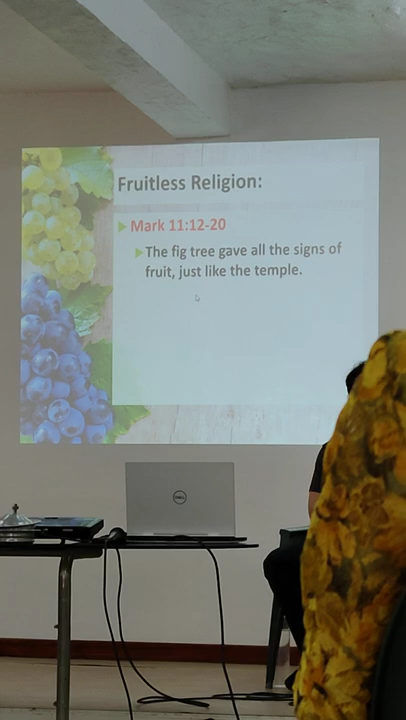 Fruitless Religion:
Mark 11:12-20
The fig tree gave all the signs of
fruit, just like the temple.
DELL